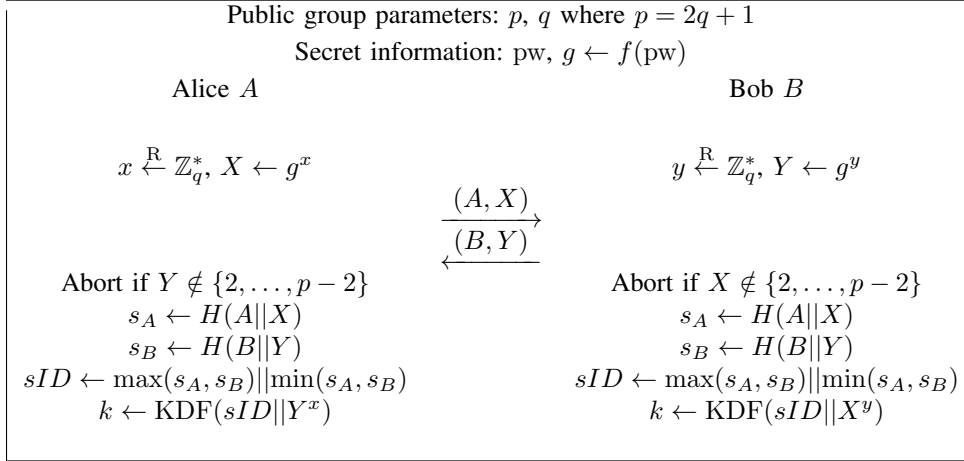 Public group parameters: p, q where p = 2q + 1
Secret information: pw, g ← f(pw)
Alice A Bob B
x ←R ℤ*_q, X ← g^x y ←R ℤ*_q, Y ← g^y
(A, X)
(B, Y)
Abort if Y ∉ {2, . . . , p − 2} Abort if X ∉ {2, . . . , p − 2}
s_A ← H(A||X) s_A ← H(A||X)
s_B ← H(B||Y) s_B ← H(B||Y)
sID ← max(s_A, s_B)||min(s_A, s_B) sID ← max(s_A, s_B)||min(s_A, s_B)
k ← KDF(sID||Y^x) k ← KDF(sID||X^y)